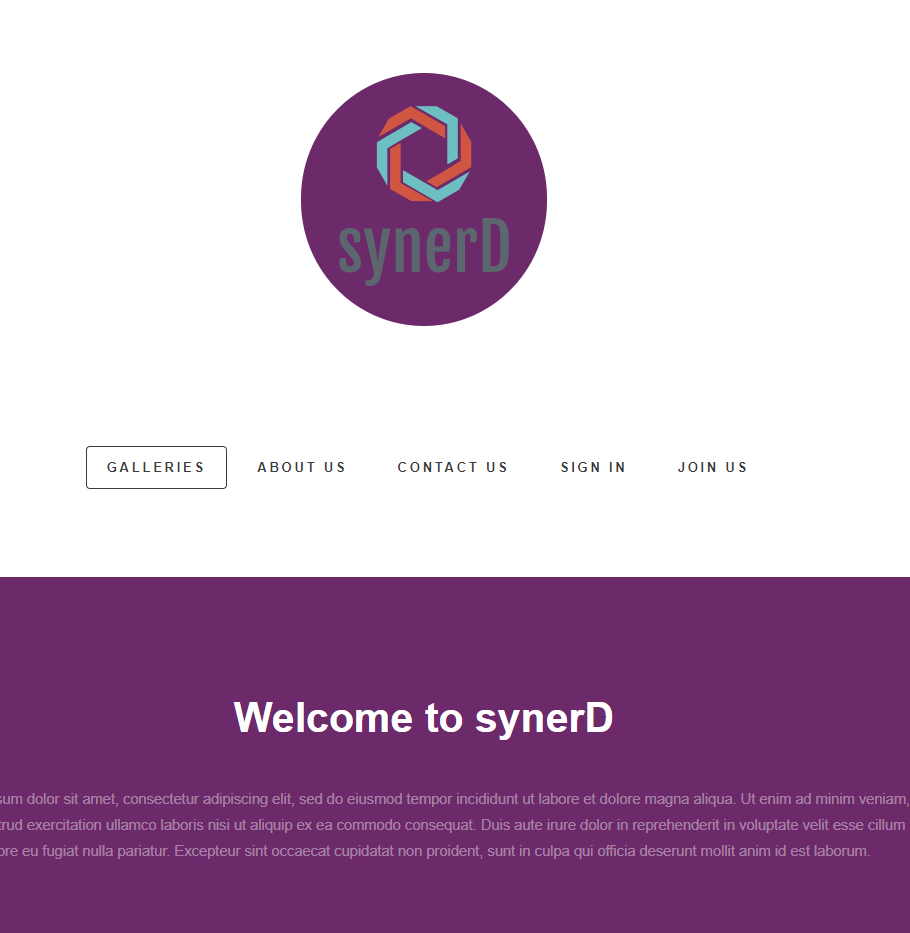 synerD
GALLERIES ABOUT US CONTACT US SIGN IN JOIN US
Welcome to synerD
dolor sit amet, consectetur adipiscing elit, sed do eiusmod tempor incididunt ut labore et dolore magna aliqua. Ut enim ad minim veniam,
exercitation ullamco laboris nisi ut aliquip ex ea commodo consequat. Duis aute irure dolor in reprehenderit in voluptate velit esse cillum
eu fugiat nulla pariatur. Excepteur sint occaecat cupidatat non proident, sunt in culpa qui officia deserunt mollit anim id est laborum.